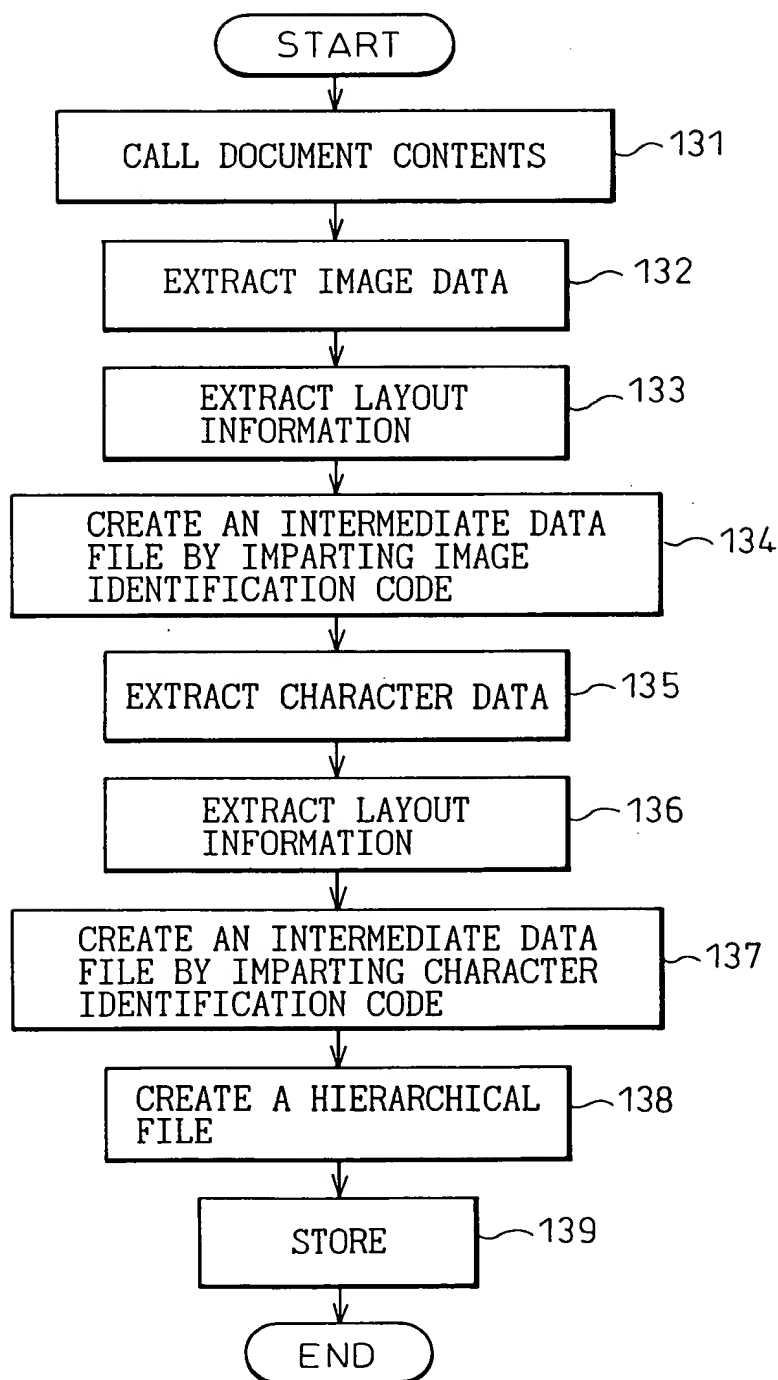 START
CALL DOCUMENT CONTENTS
131
EXTRACT IMAGE DATA
132
EXTRACT LAYOUT
INFORMATION
133
CREATE AN INTERMEDIATE DATA
FILE BY IMPARTING IMAGE
IDENTIFICATION CODE
134
EXTRACT CHARACTER DATA
135
EXTRACT LAYOUT
INFORMATION
136
CREATE AN INTERMEDIATE DATA
FILE BY IMPARTING CHARACTER
IDENTIFICATION CODE
137
CREATE A HIERARCHICAL
FILE
138
STORE
139
END